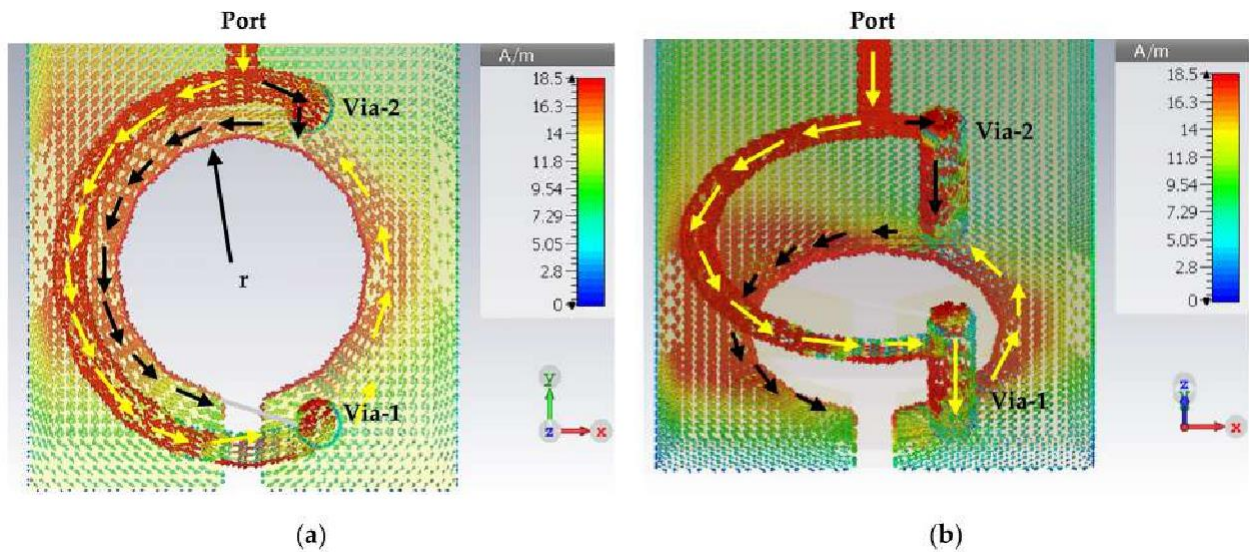 Port
Port
A/m
18.5
16.3
14
11.8
9.54
7.29
5.05
2.8
0
Via-2
r
Via-1
y
z
x
A/m
18.5
16.3
14
11.8
9.54
7.29
5.05
2.8
0
Via-2
Via-1
z
x
(a)
(b)